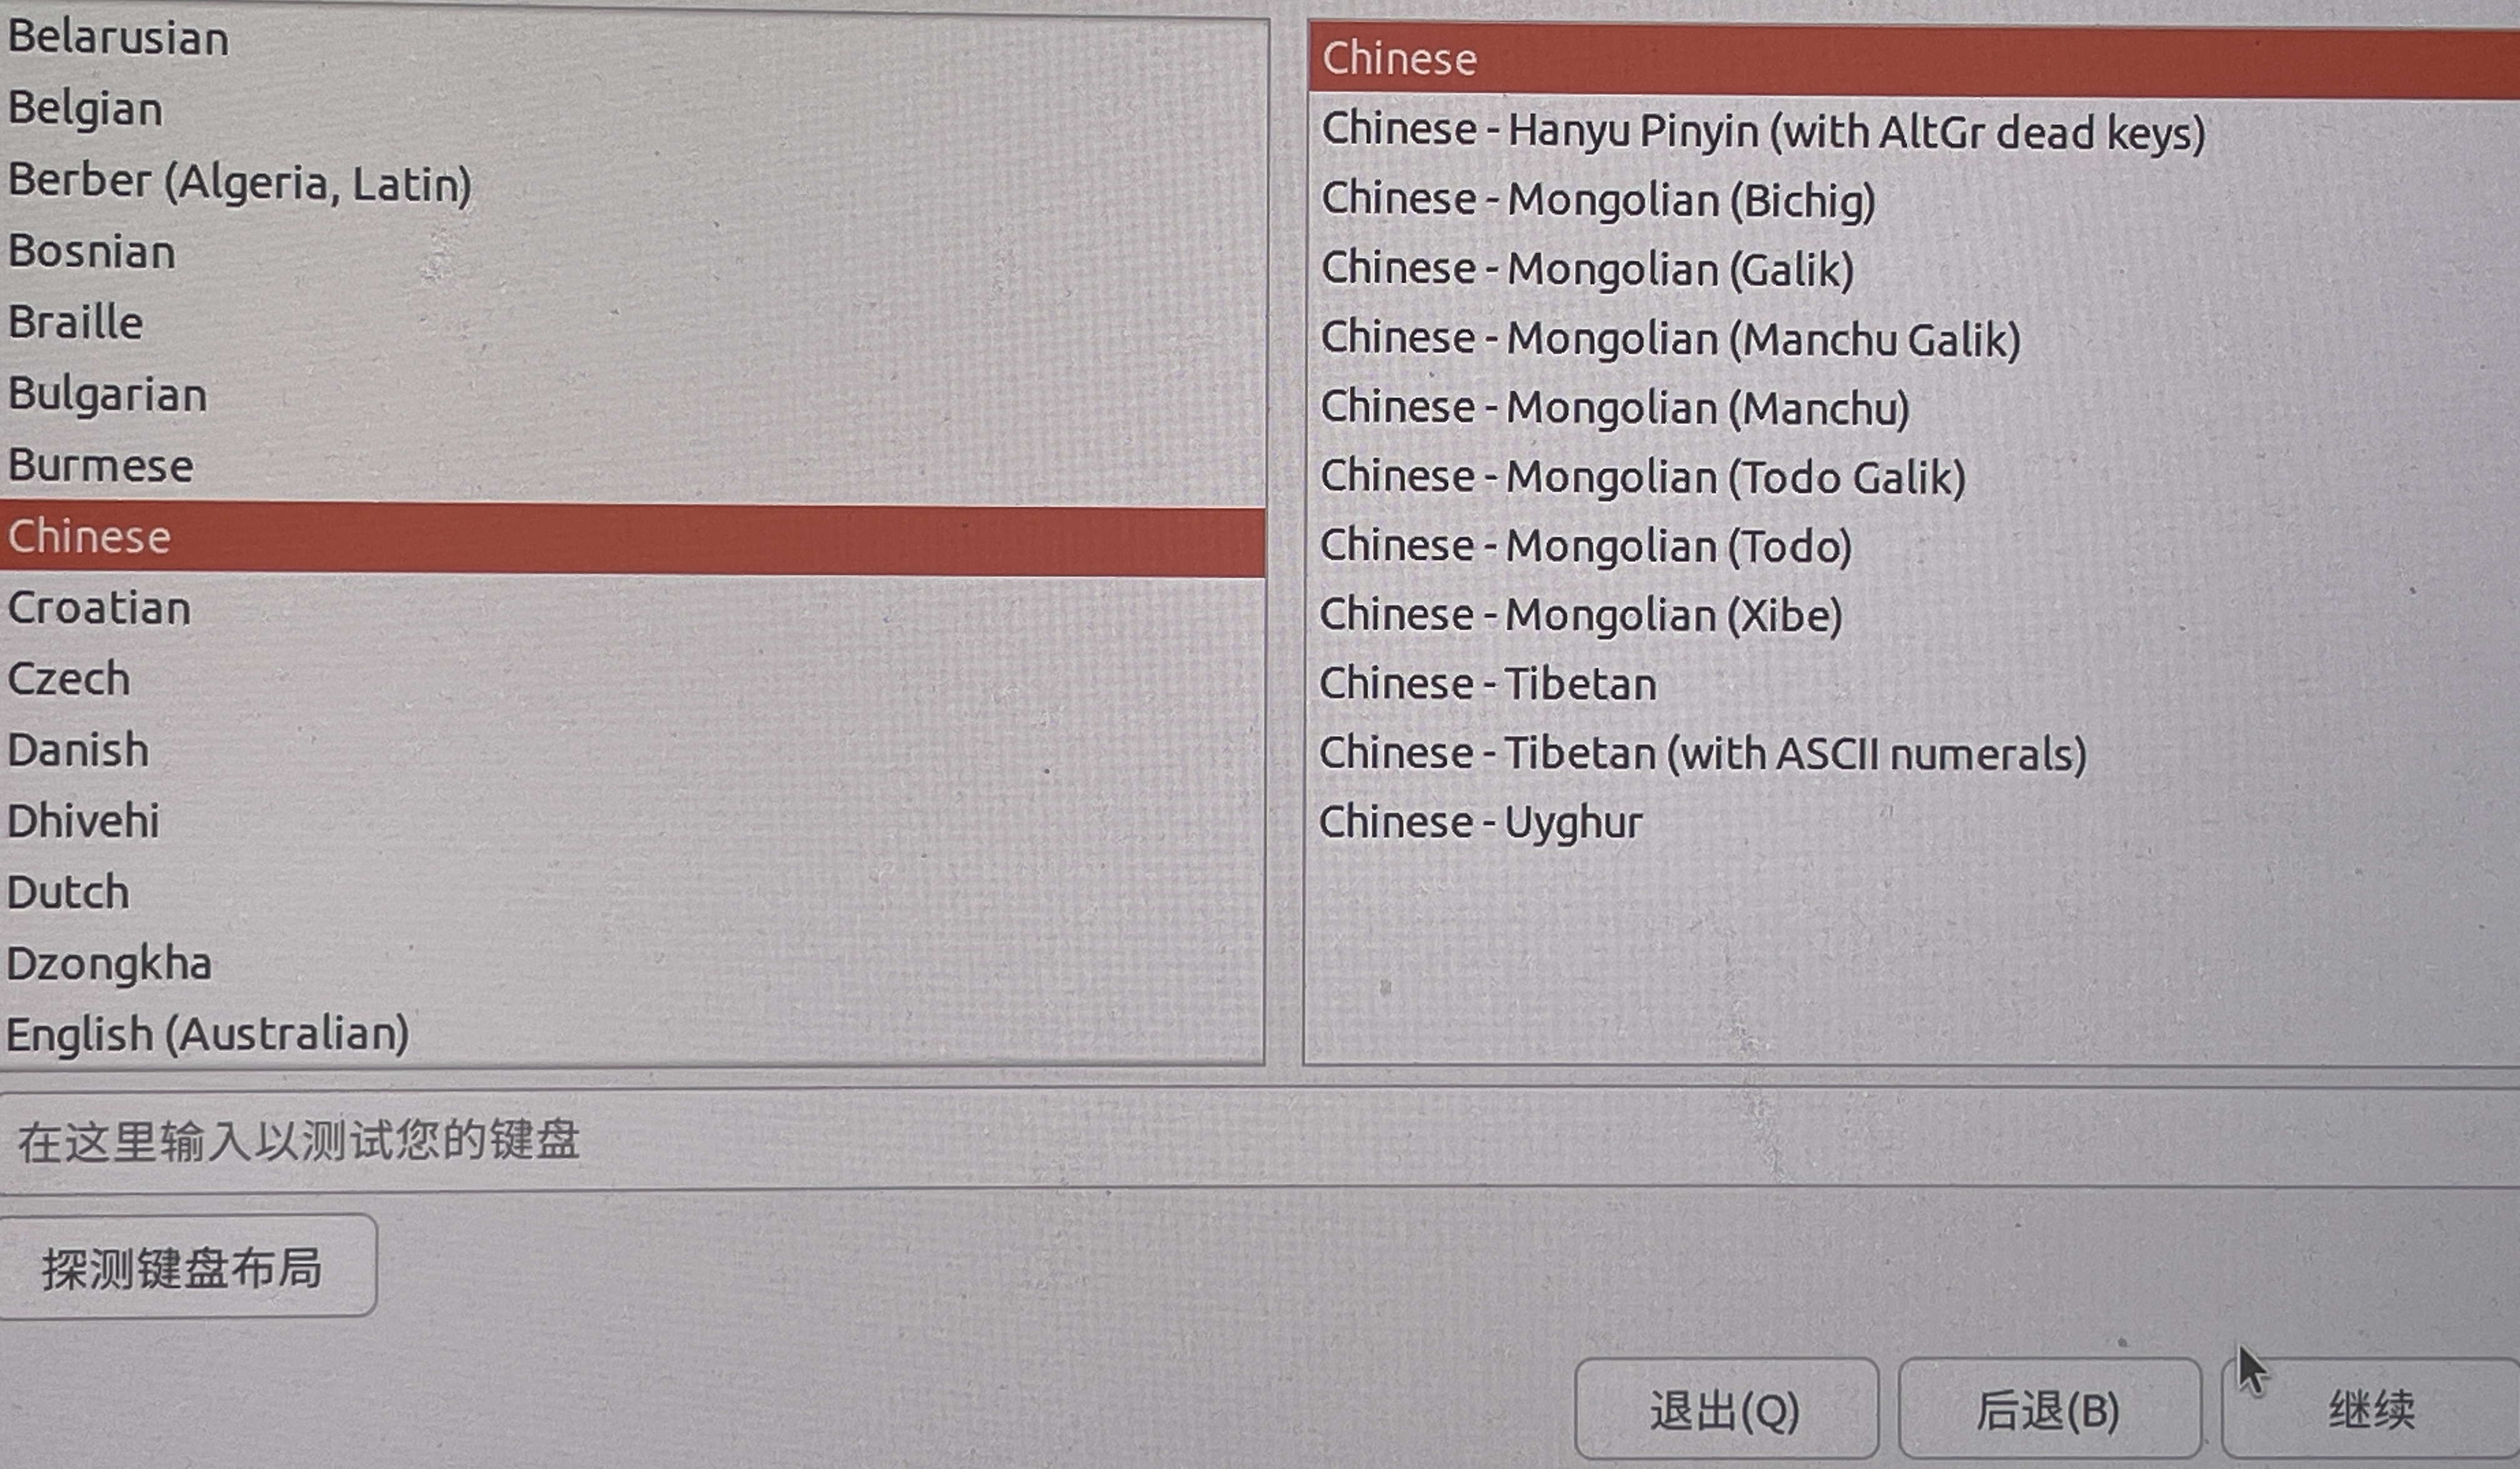 Belarusian
Belgian
Berber (Algeria, Latin)
Bosnian
Braille
Bulgarian
Burmese
Chinese
Croatian
Czech
Danish
Dhivehi
Dutch
Dzongkha
English (Australian)
Chinese
Chinese - Hanyu Pinyin (with AltGr dead keys)
Chinese - Mongolian (Bichig)
Chinese - Mongolian (Galik)
Chinese - Mongolian (Manchu Galik)
Chinese - Mongolian (Manchu)
Chinese - Mongolian (Todo Galik)
Chinese - Mongolian (Todo)
Chinese - Mongolian (Xibe)
Chinese - Tibetan
Chinese - Tibetan (with ASCII numerals)
Chinese - Uyghur
在这里输入以测试您的键盘
探测键盘布局
退出(Q)
后退(B)
继续